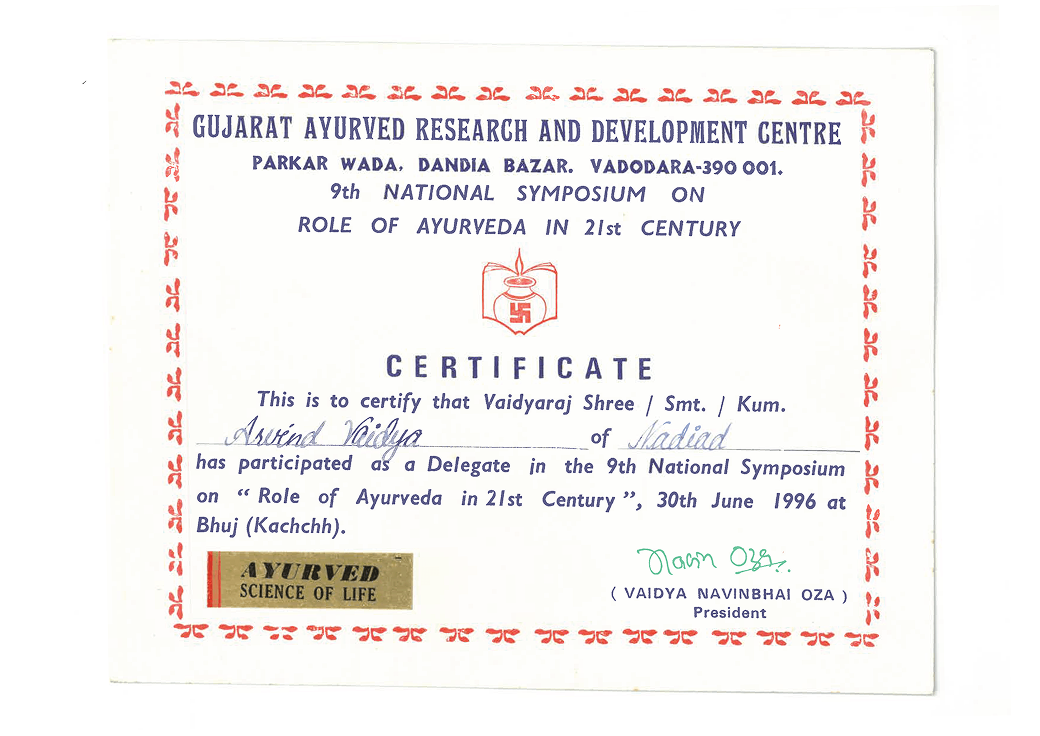 GUJARAT AYURVED RESEARCH AND DEVELOPMENT CENTRE
PARKAR WADA, DANDIA BAZAR. VADODARA-390 001.
9th NATIONAL SYMPOSIUM ON
ROLE OF AYURVEDA IN 21st CENTURY
CERTIFICATE
This is to certify that Vaidyaraj Shree / Smt. / Kum.
Arvind Vaidya of Nadiad
has participated as a Delegate in the 9th National Symposium
on “ Role of Ayurveda in 21st Century ”, 30th June 1996 at
Bhuj (Kachchh).
AYURVED
SCIENCE OF LIFE
Navin Oza
( VAIDYA NAVINBHAI OZA )
President